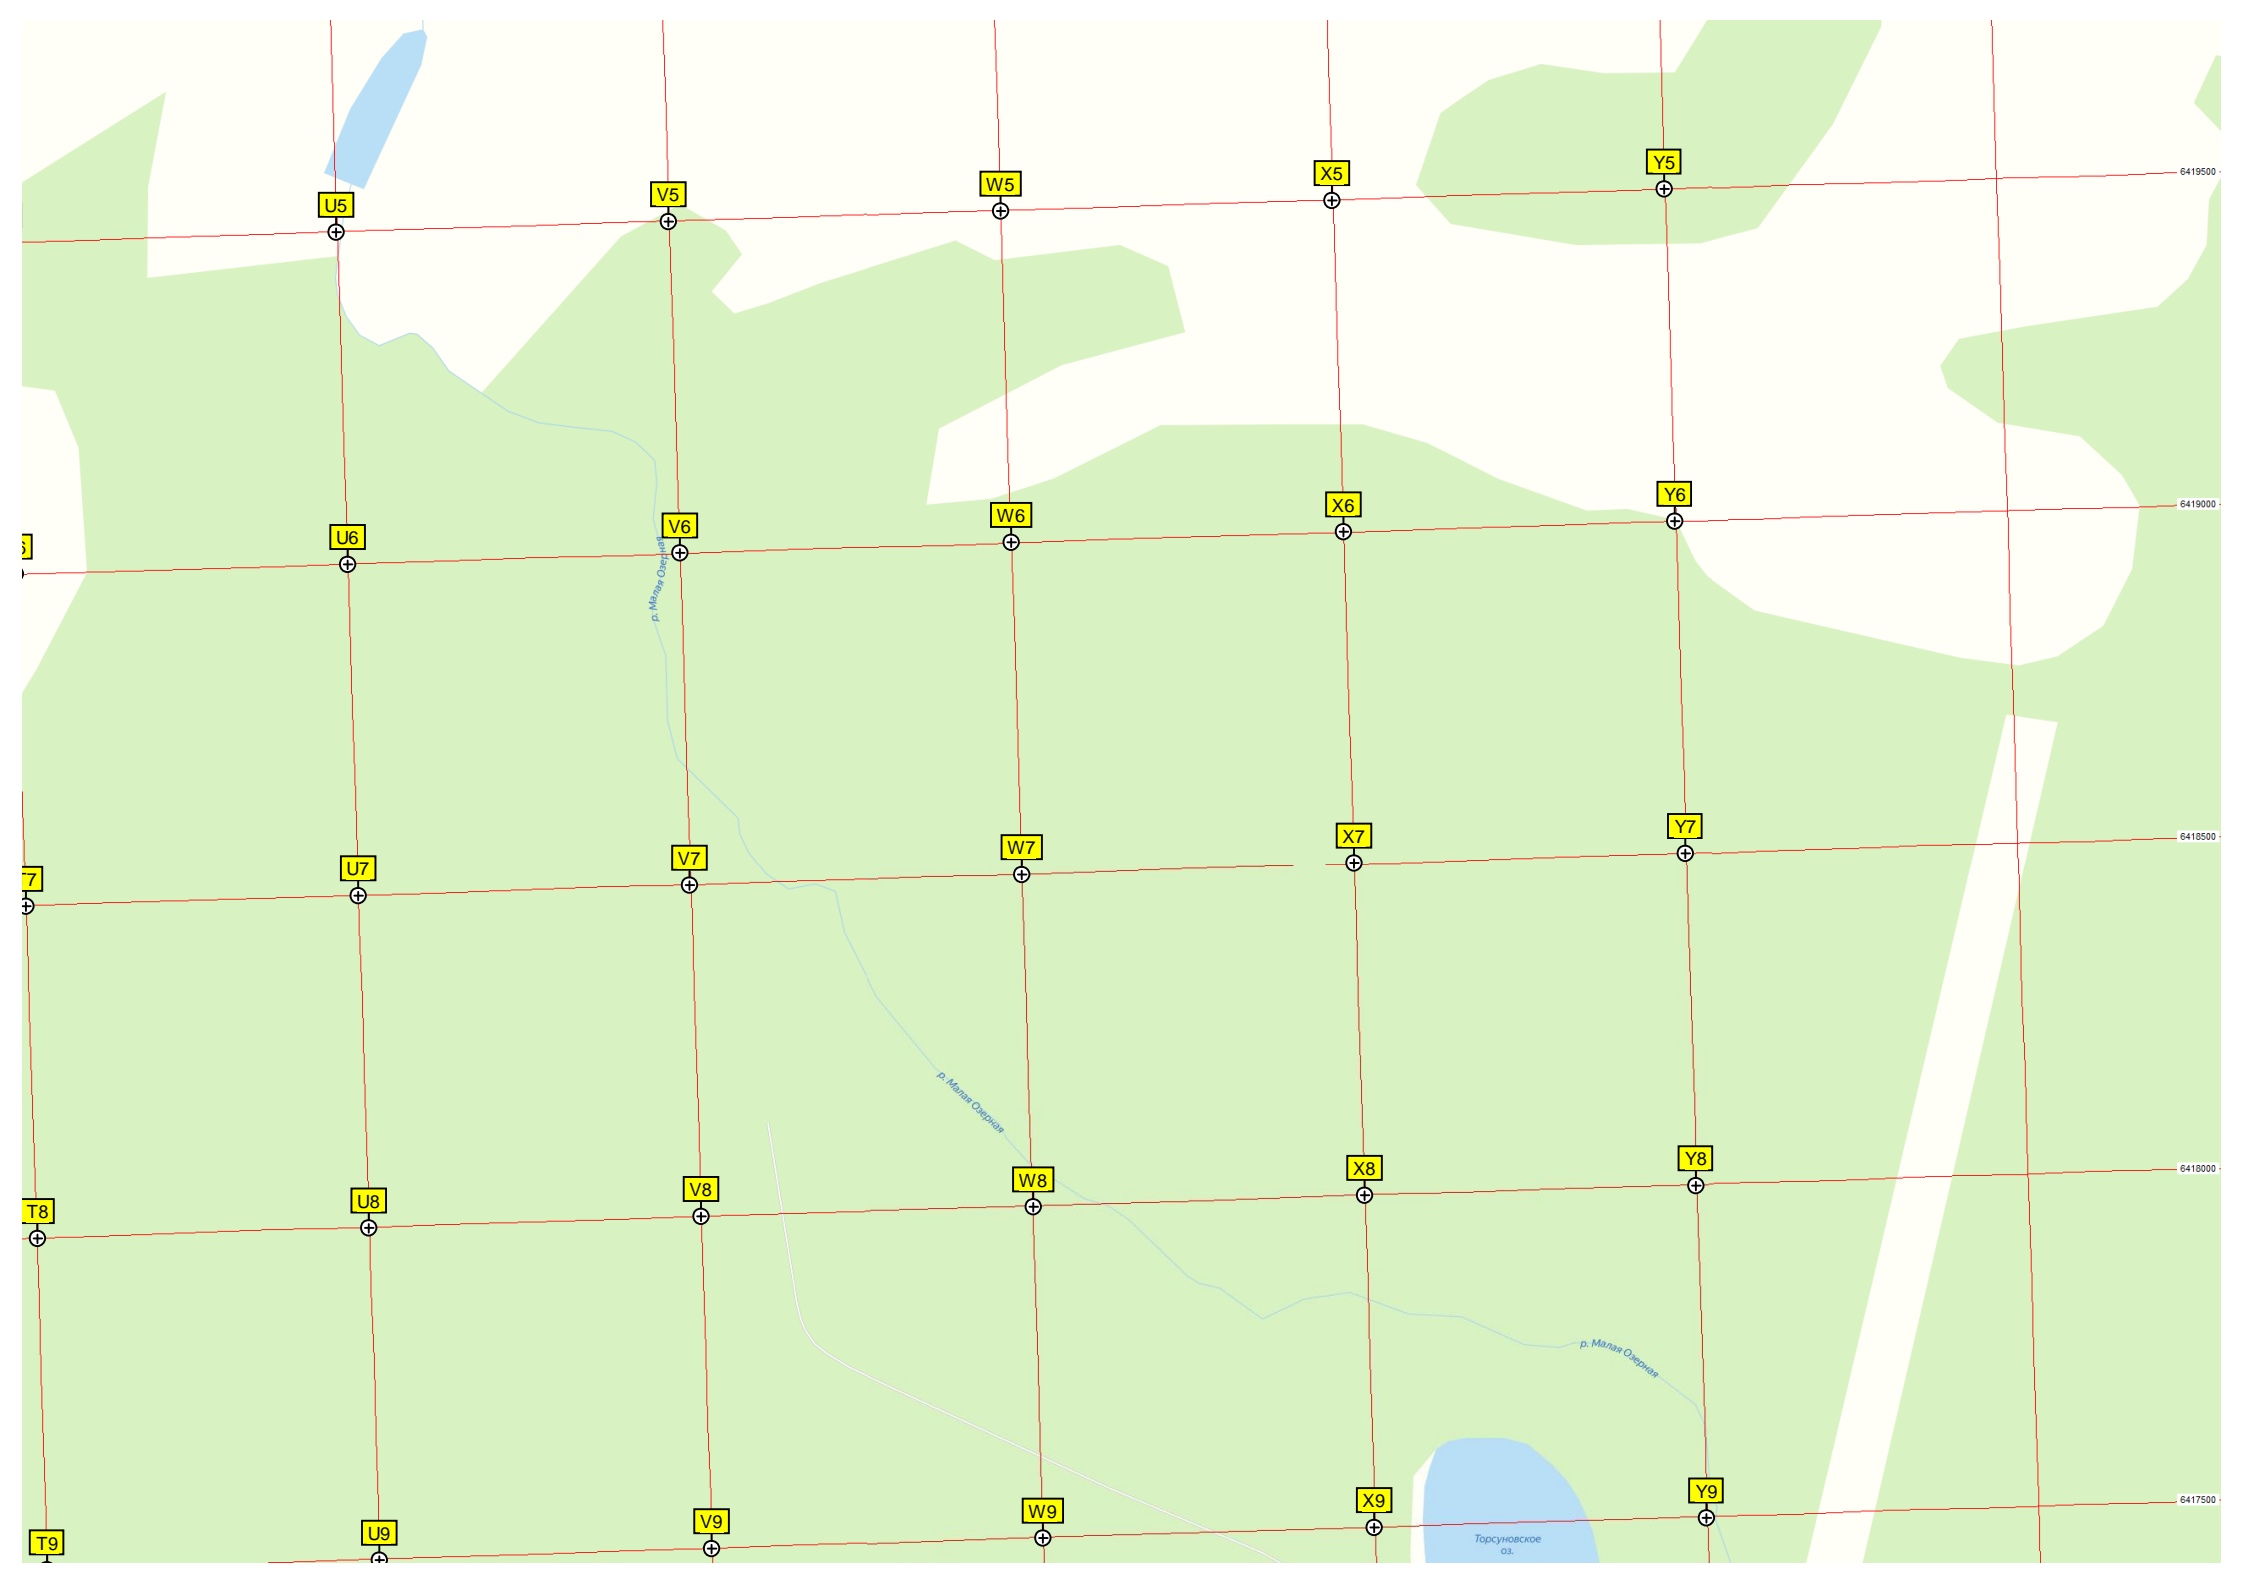 Y5
X5
6419500
W5
V5
U5
Y6
X6
6419000
W6
V6
U6
6
р. Малая Озерная
Y7
X7
6418500
W7
V7
U7
T7
р. Малая Озерная
Y8
X8
6418000
W8
V8
U8
T8
р. Малая Озерная
Y9
X9
6417500
W9
V9
U9
T9
Торсуновское
оз.